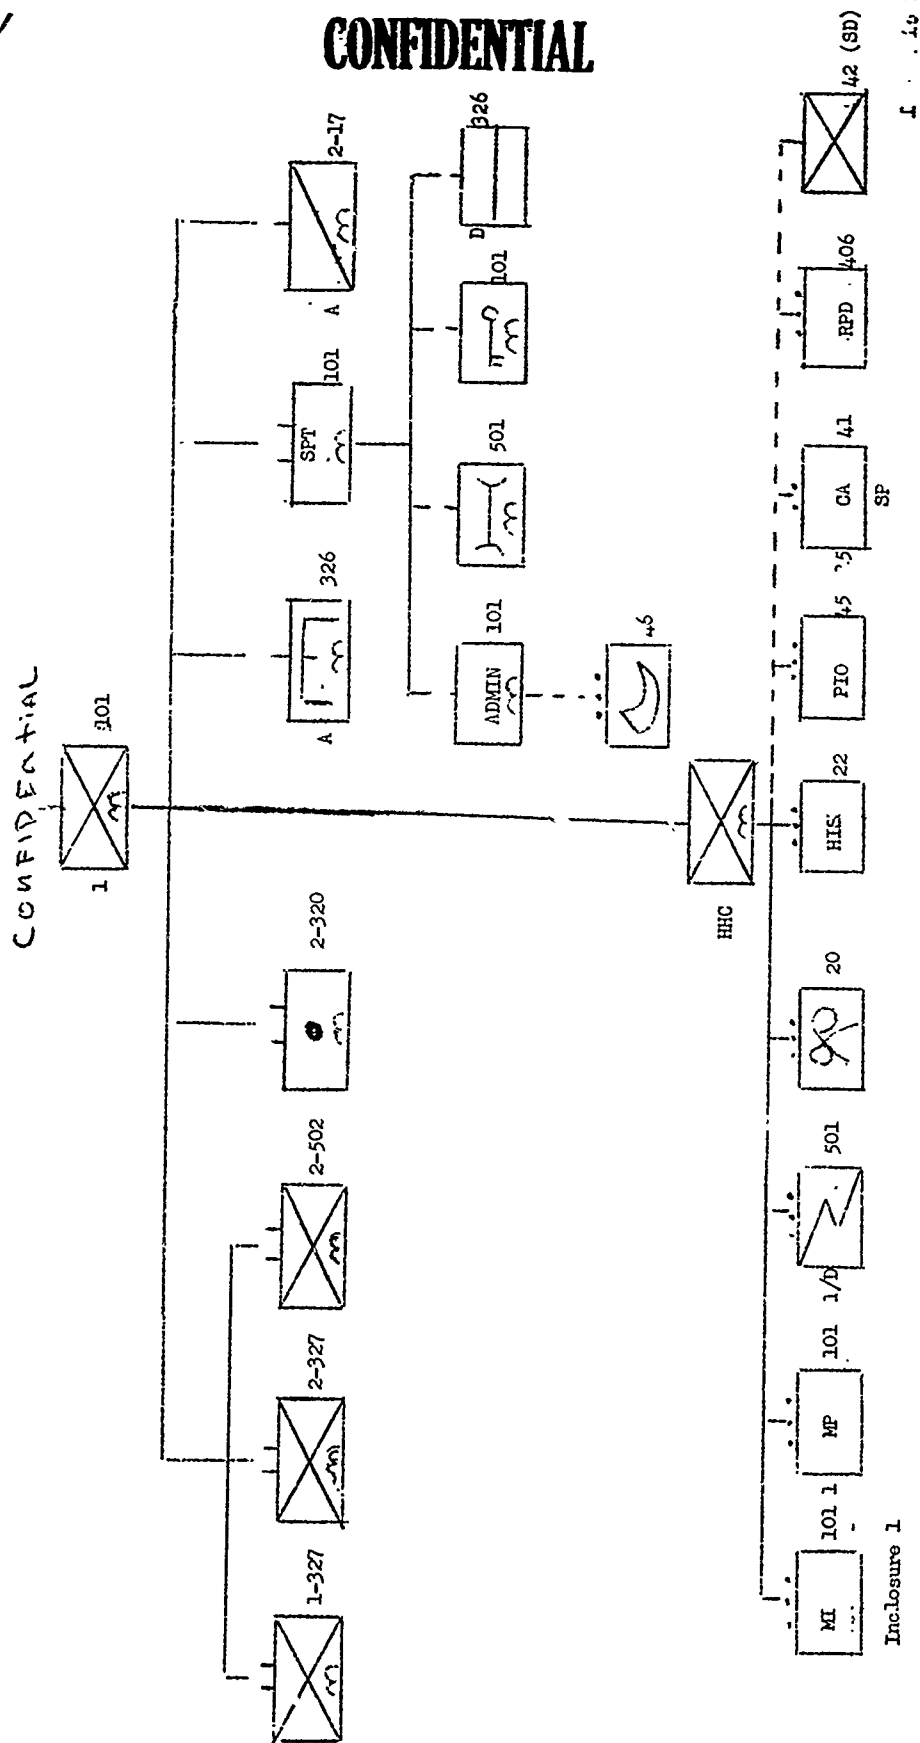 CONFIDENTIAL
CONFIDEntiAL
1
101
1-327
2-327
2-502
2-320
A
326
SPT
101
A
2-17
ADMIN
101
501
101
D
326
46
HHC
MI
101
MP
101
1/D
501
20
HIS
22
PIO
45
CA
41
SP
RPD
406
42 (SD)
Inclosure 1